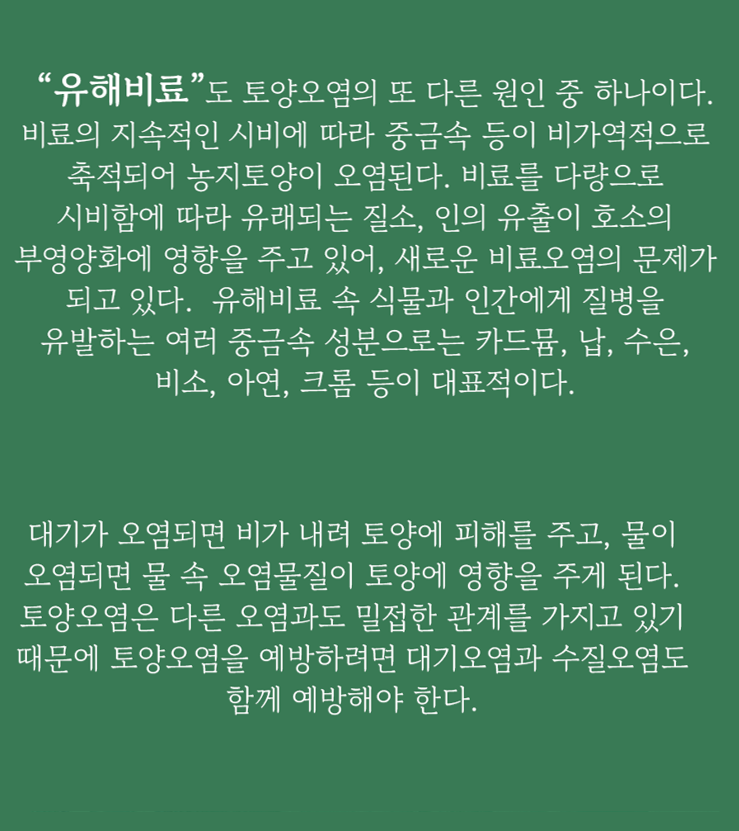 “유해비료”도 토양오염의 또 다른 원인 중 하나이다.
비료의 지속적인 시비에 따라 중금속 등이 비가역적으로
축적되어 농지토양이 오염된다. 비료를 다량으로
시비함에 따라 유래되는 질소, 인의 유출이 호소의
부영양화에 영향을 주고 있어, 새로운 비료오염의 문제가
되고 있다. 유해비료 속 식물과 인간에게 질병을
유발하는 여러 중금속 성분으로는 카드뮴, 납, 수은,
비소, 아연, 크롬 등이 대표적이다.
대기가 오염되면 비가 내려 토양에 피해를 주고, 물이
오염되면 물 속 오염물질이 토양에 영향을 주게 된다.
토양오염은 다른 오염과도 밀접한 관계를 가지고 있기
때문에 토양오염을 예방하려면 대기오염과 수질오염도
함께 예방해야 한다.